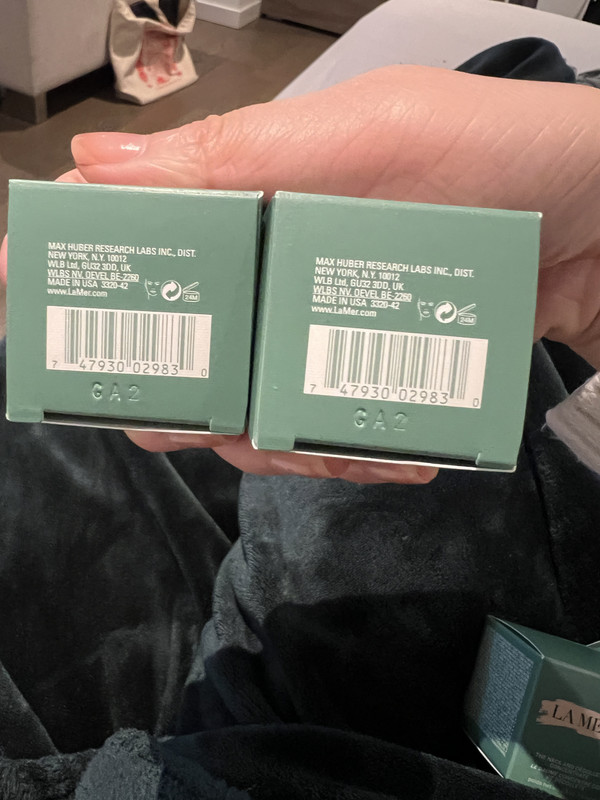 MAX HUBER RESEARCH LABS INC., DIST.
NEW YORK, N.Y. 10012
WLB Ltd, GU32 3DD, UK
WLBS NV. OEVEL BE-2260
MADE IN USA 3320-42
www.LaMer.com
24M
7 47930 02983 0
GA2
MAX HUBER RESEARCH LABS INC., DIST.
NEW YORK, N.Y. 10012
WLB Ltd, GU32 3DD, UK
WLBS NV. OEVEL BE-2260
MADE IN USA 3320-42
www.LaMer.com
24M
7 47930 02983 0
GA2
LA ME